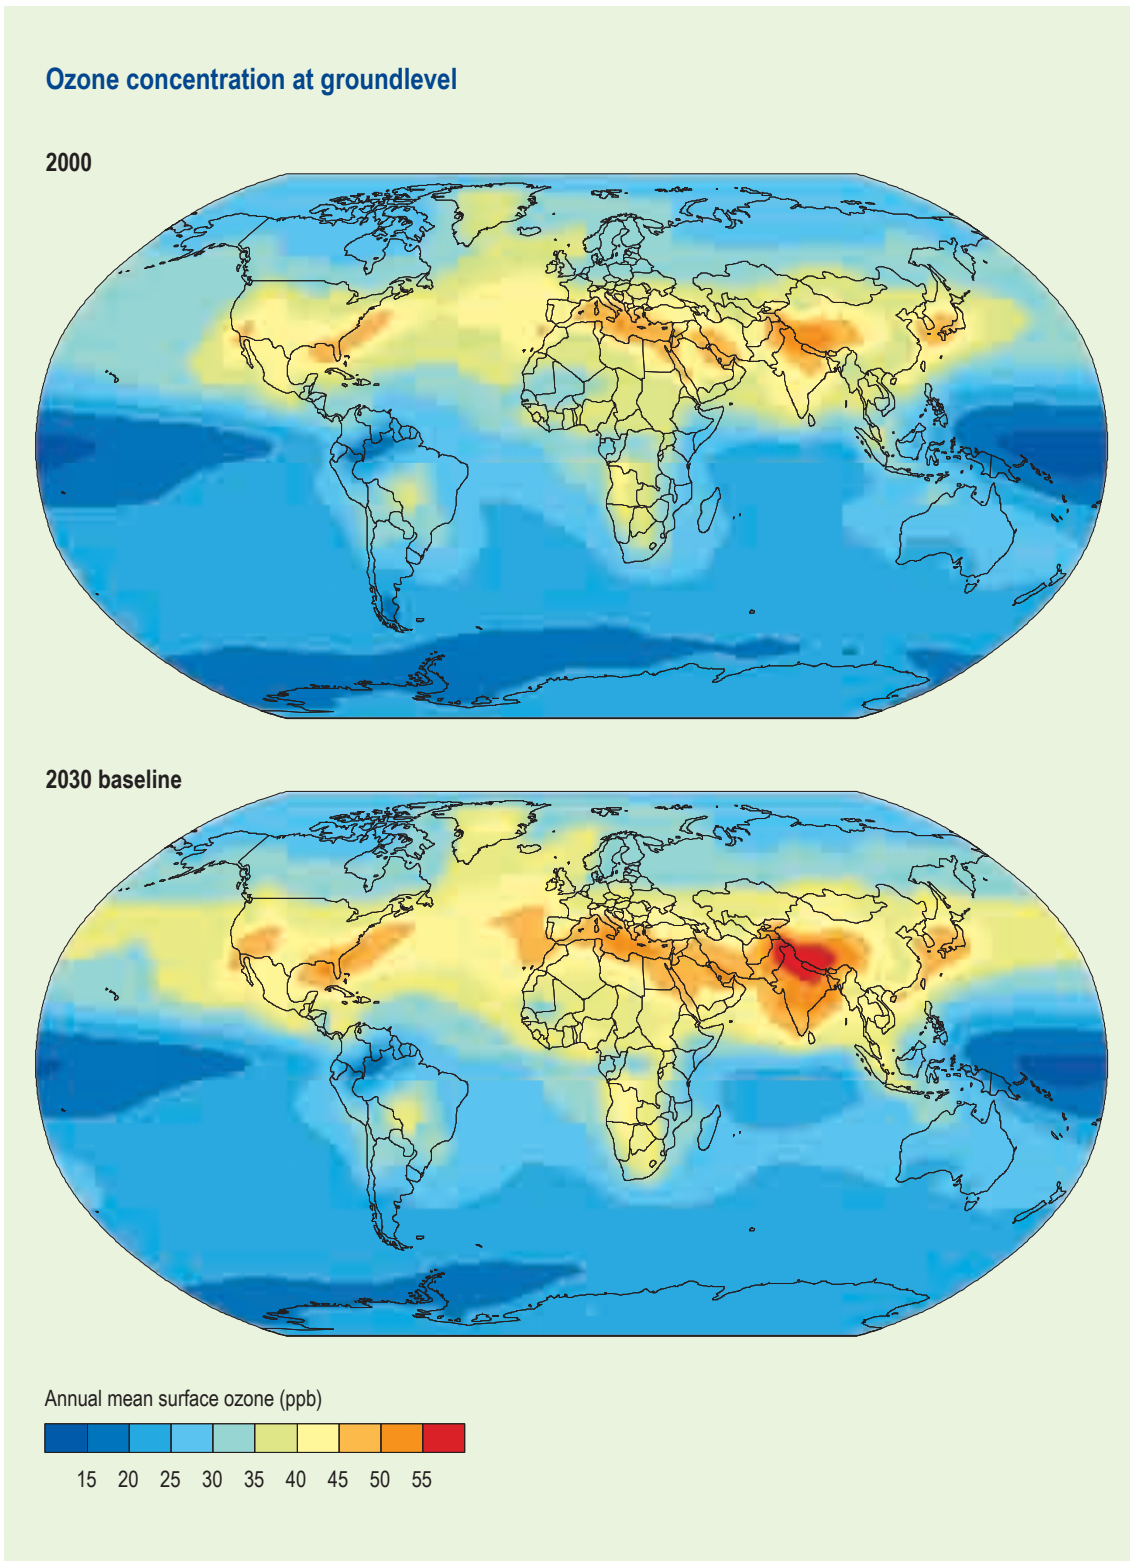 Ozone concentration at groundlevel
2000
2030 baseline
Annual mean surface ozone (ppb)
15 20 25 30 35 40 45 50 55